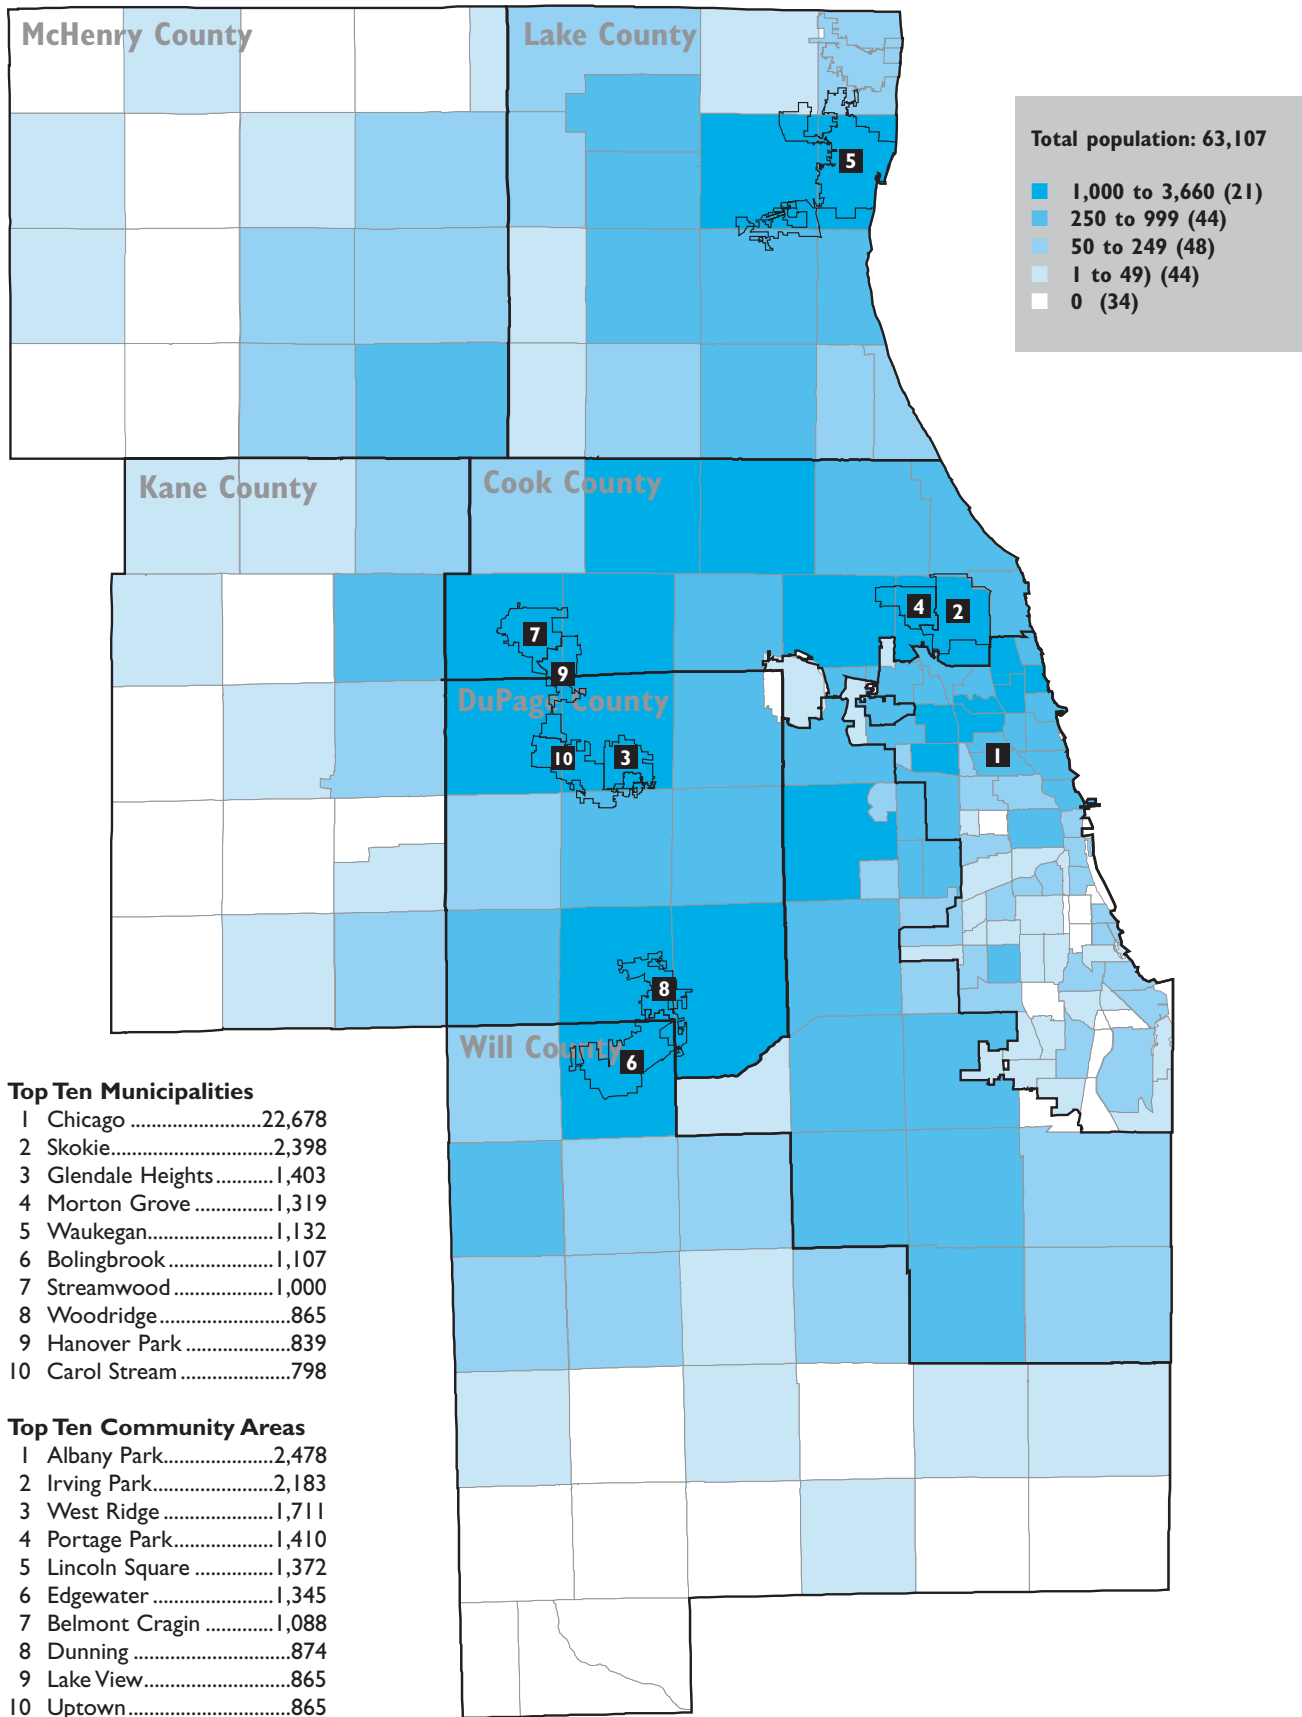 McHenry County
Lake County
5
Total population: 63,107
1,000 to 3,660 (21)
250 to 999 (44)
50 to 249 (48)
1 to 49) (44)
0 (34)
Kane County
Cook County
4
2
7
9
DuPage County
10
3
1
8
Will County
6
Top Ten Municipalities
1 Chicago ........................22,678
2 Skokie..............................2,398
3 Glendale Heights...........1,403
4 Morton Grove ..............1,319
5 Waukegan.......................1,132
6 Bolingbrook ...................1,107
7 Streamwood ..................1,000
8 Woodridge........................865
9 Hanover Park ...................839
10 Carol Stream ....................798
Top Ten Community Areas
1 Albany Park....................2,478
2 Irving Park......................2,183
3 West Ridge ....................1,711
4 Portage Park..................1,410
5 Lincoln Square ..............1,372
6 Edgewater ......................1,345
7 Belmont Cragin ............1,088
8 Dunning .............................874
9 Lake View...........................865
10 Uptown..............................865